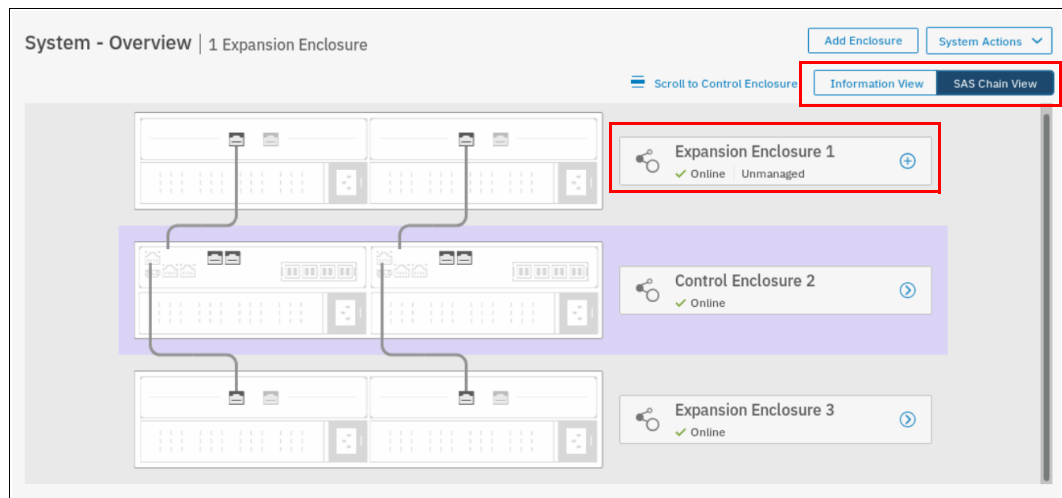 System - Overview | 1 Expansion Enclosure
Add Enclosure
System Actions
Scroll to Control Enclosure
Information View
SAS Chain View
Expansion Enclosure 1
Online | Unmanaged
Control Enclosure 2
Online
Expansion Enclosure 3
Online